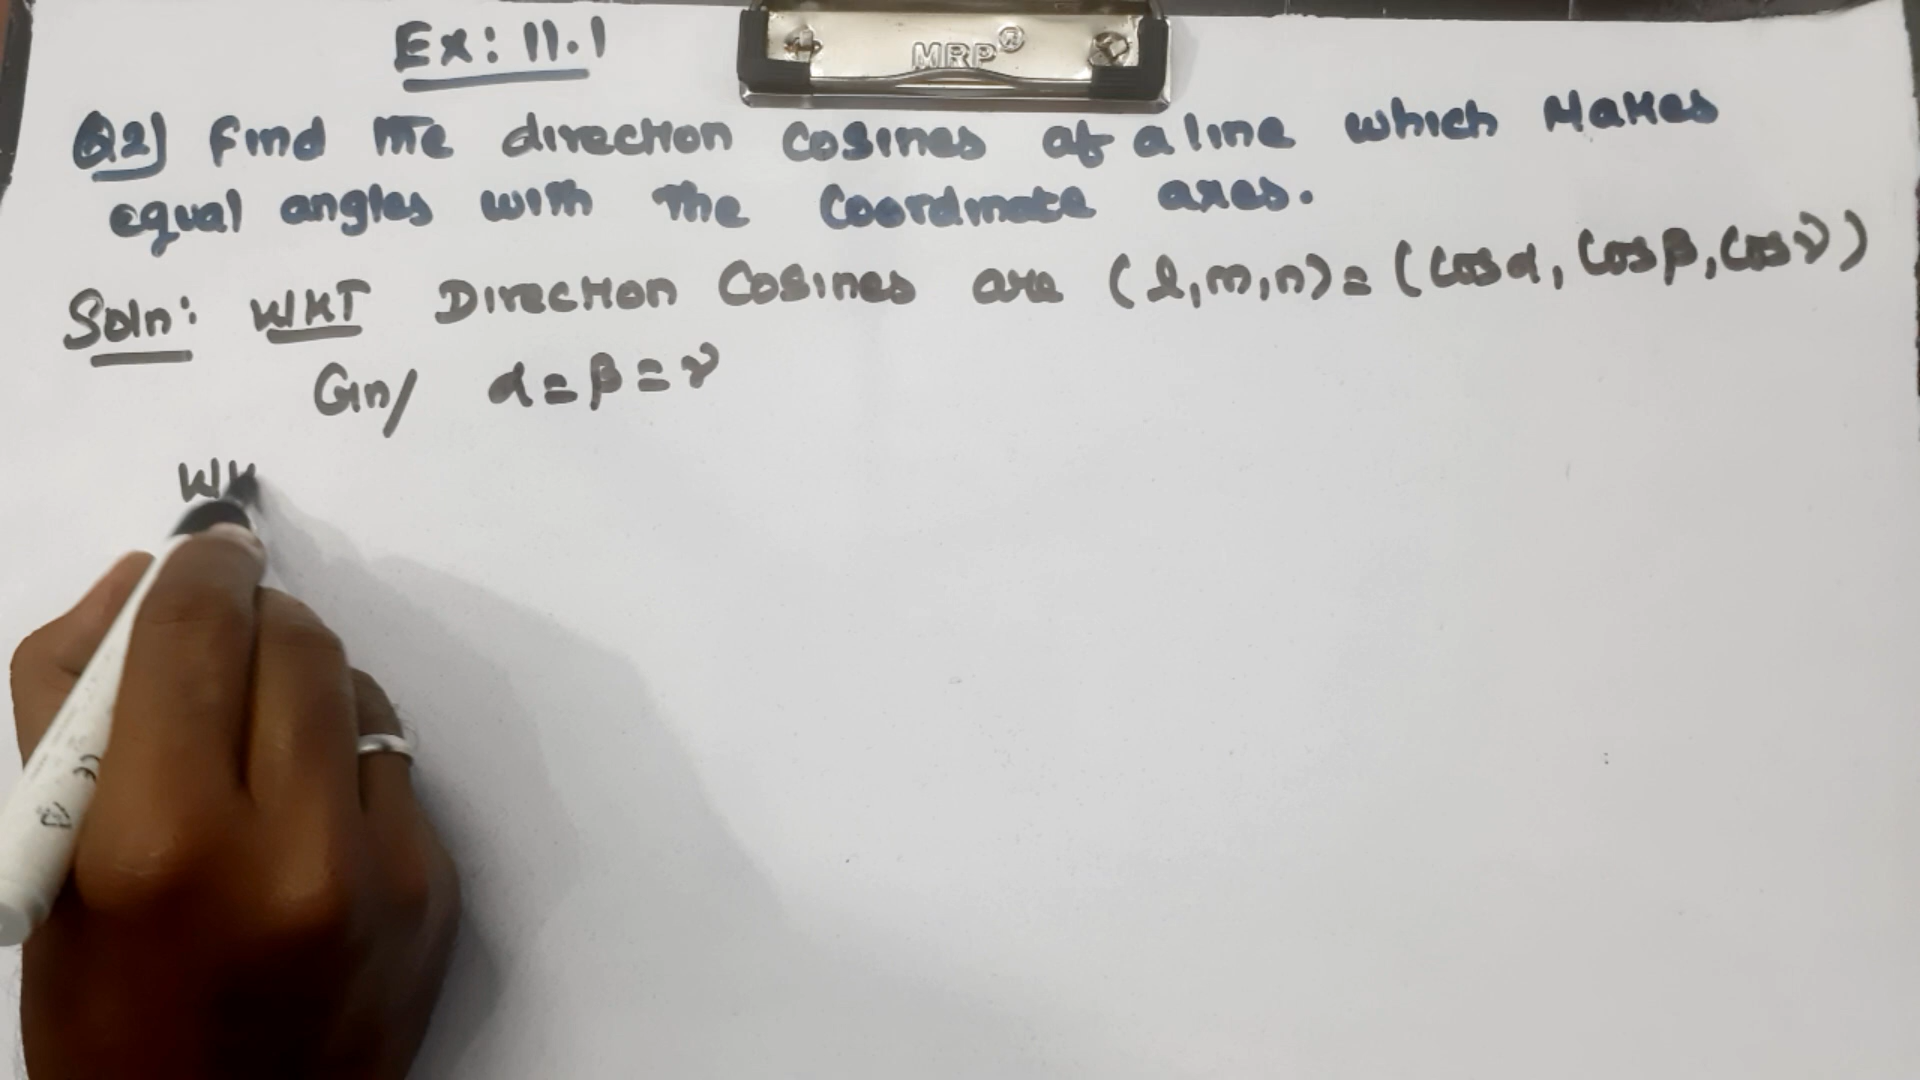 Ex: 11.1
MRP®
Q2) Find the direction cosines of a line which Makes
equal angles with the coordinate axes.
Soln: WKT Direction Cosines are (l,m,n) = (Cosα, Cosβ, Cosγ)
Gn/ α = β = γ
WK